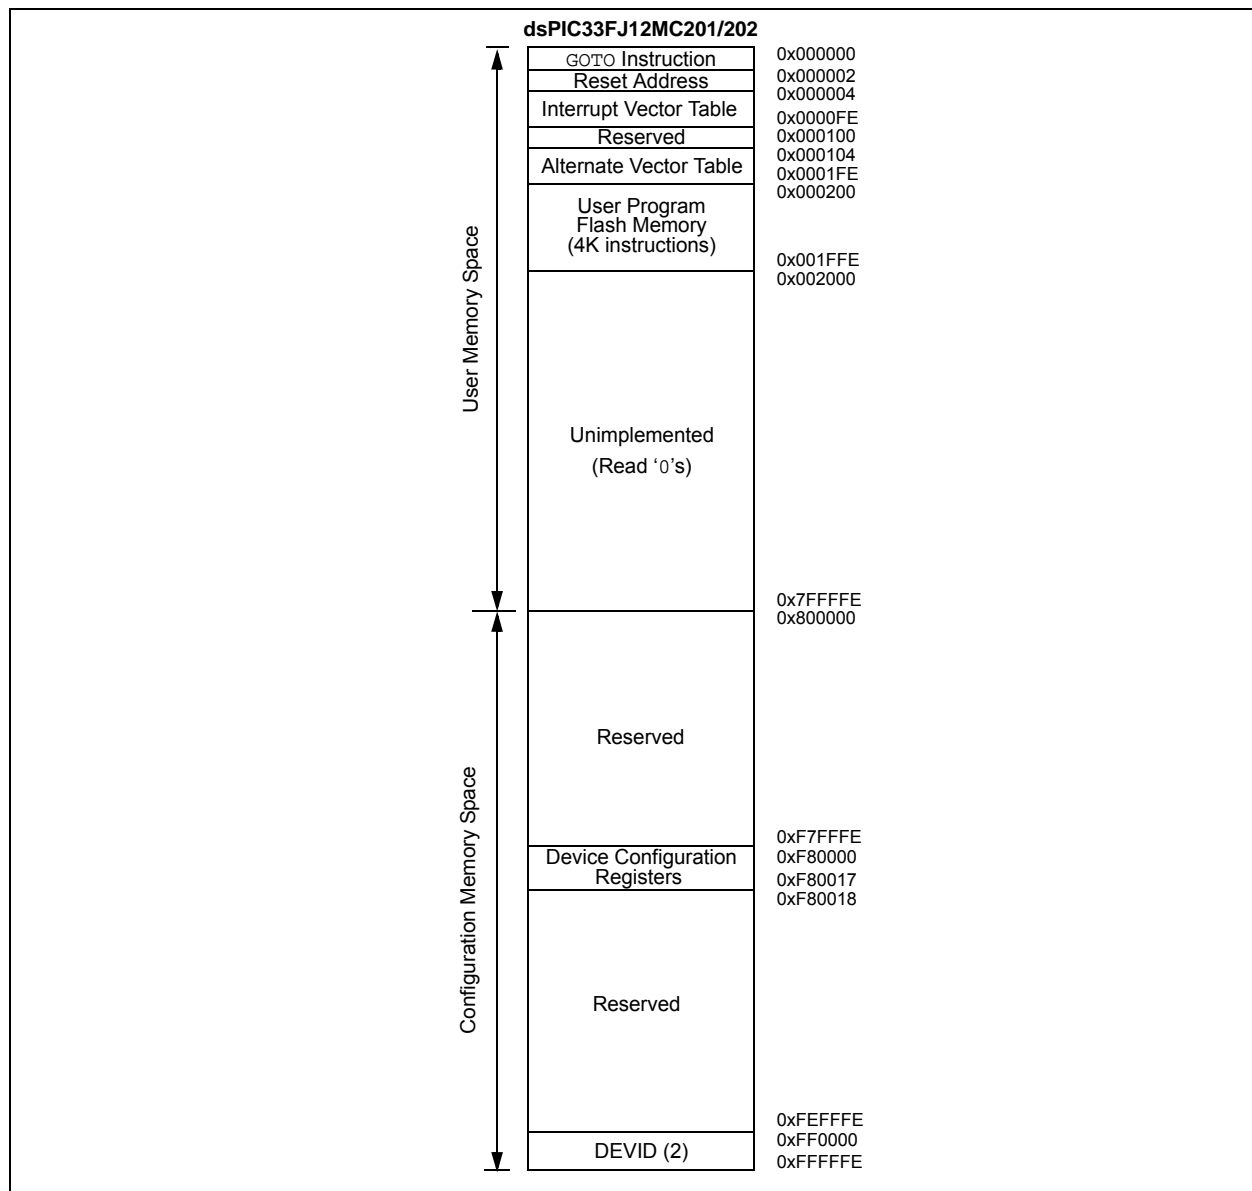 dsPIC33FJ12MC201/202
GOTO Instruction
0x000000
Reset Address
0x000002
0x000004
Interrupt Vector Table
0x0000FE
Reserved
0x000100
0x000104
Alternate Vector Table
0x0001FE
0x000200
User Program
Flash Memory
(4K instructions)
0x001FFE
0x002000
User Memory Space
Unimplemented
(Read ‘0’s)
0x7FFFFE
0x800000
Reserved
Configuration Memory Space
0xF7FFFE
Device Configuration
Registers
0xF80000
0xF80017
0xF80018
Reserved
0xFEFFFE
0xFF0000
DEVID (2)
0xFFFFFE